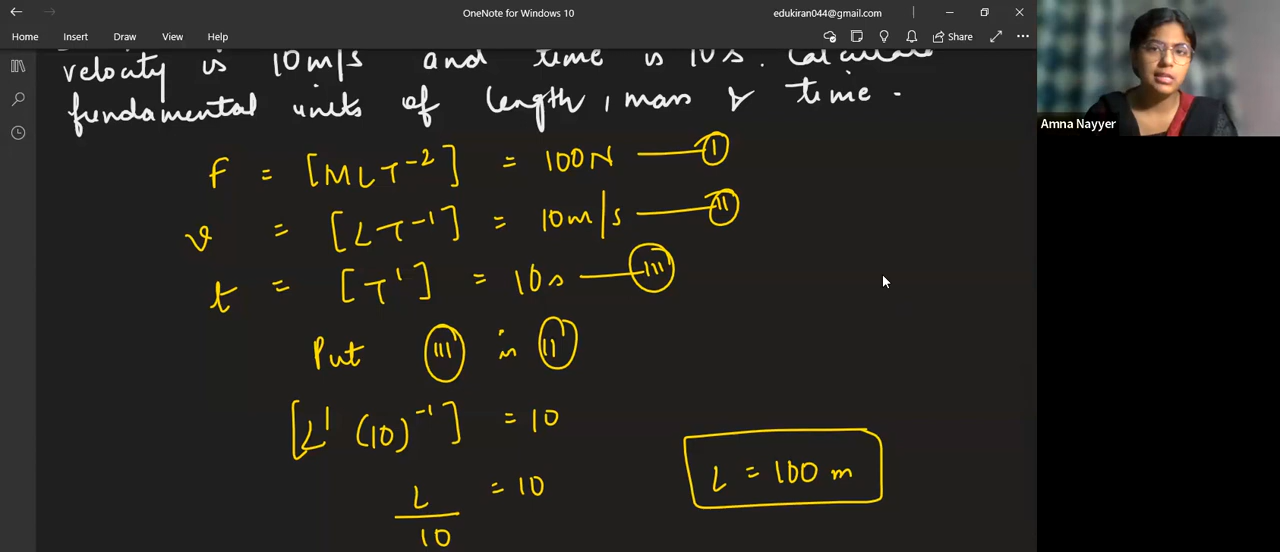 OneNote for Windows 10
edukiran044@gmail.com
Home Insert Draw View Help
Share
velocity is 10m/s and time is 10s. Calculate
fundamental units of length, mass & time.
Amna Nayyer
F = [MLT⁻²] = 100N — I
v = [LT⁻¹] = 10m/s — II
t = [T¹] = 10s — III
Put III in II
[L¹ (10)⁻¹] = 10
L/10 = 10
L = 100 m